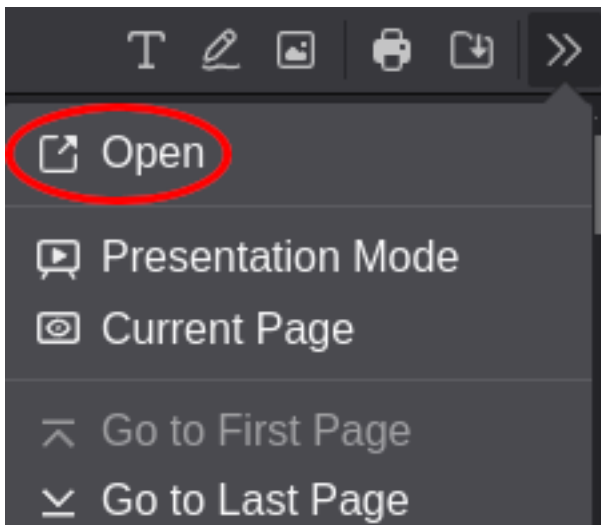 Open
Presentation Mode
Current Page
Go to First Page
Go to Last Page